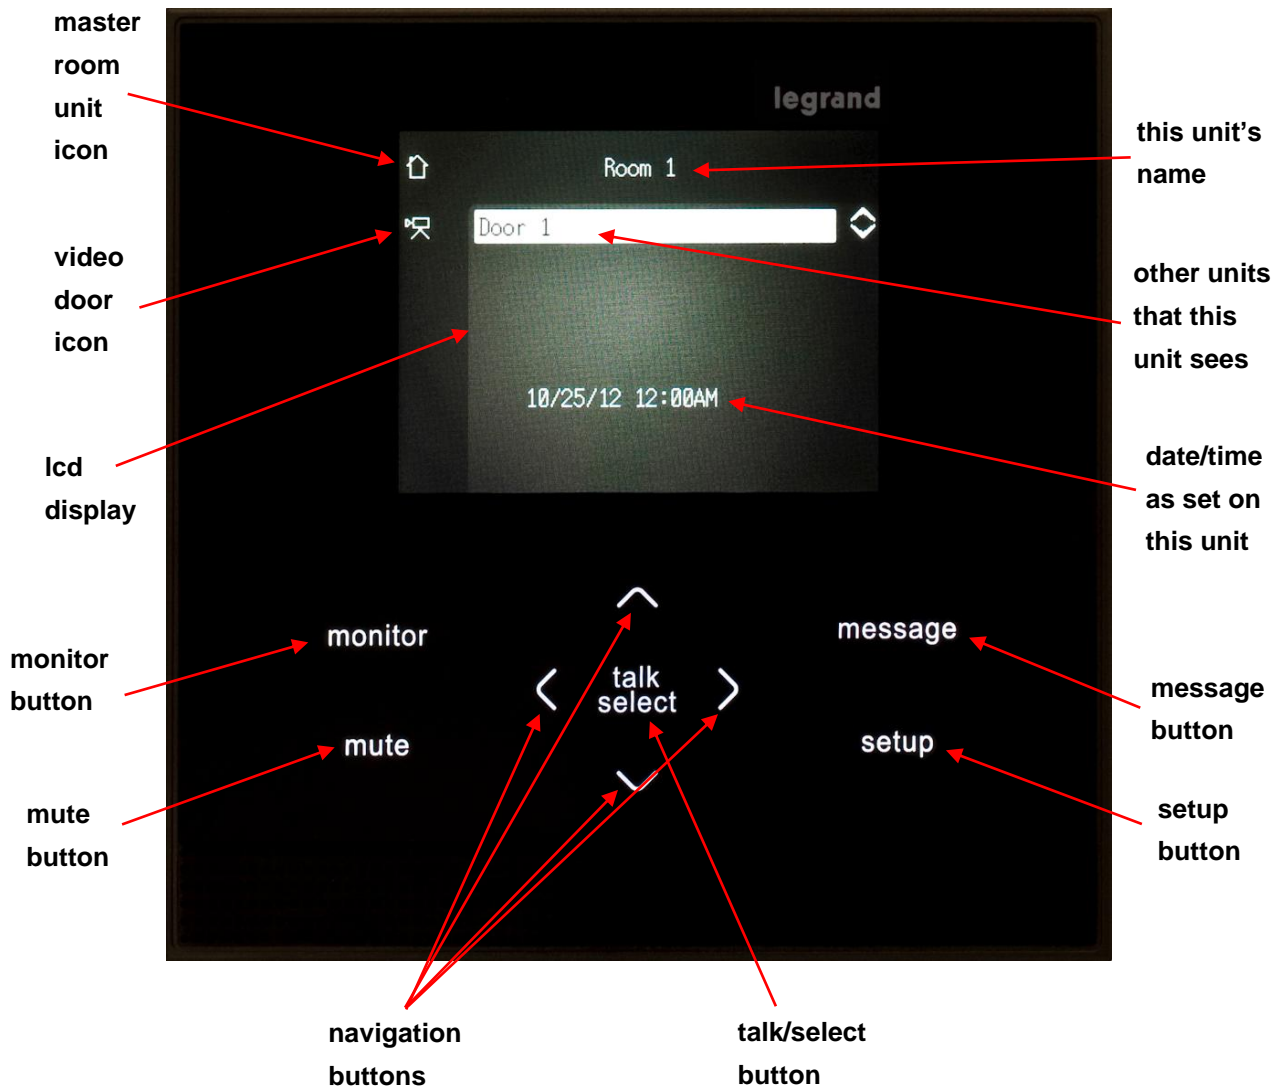 master
room
unit
icon
legrand
this unit's
name
Room 1
Door 1
video
door
icon
other units
that this
unit sees
10/25/12 12:00AM
lcd
display
date/time
as set on
this unit
monitor
message
talk
select
monitor
button
message
button
mute
setup
mute
button
setup
button
navigation
buttons
talk/select
button